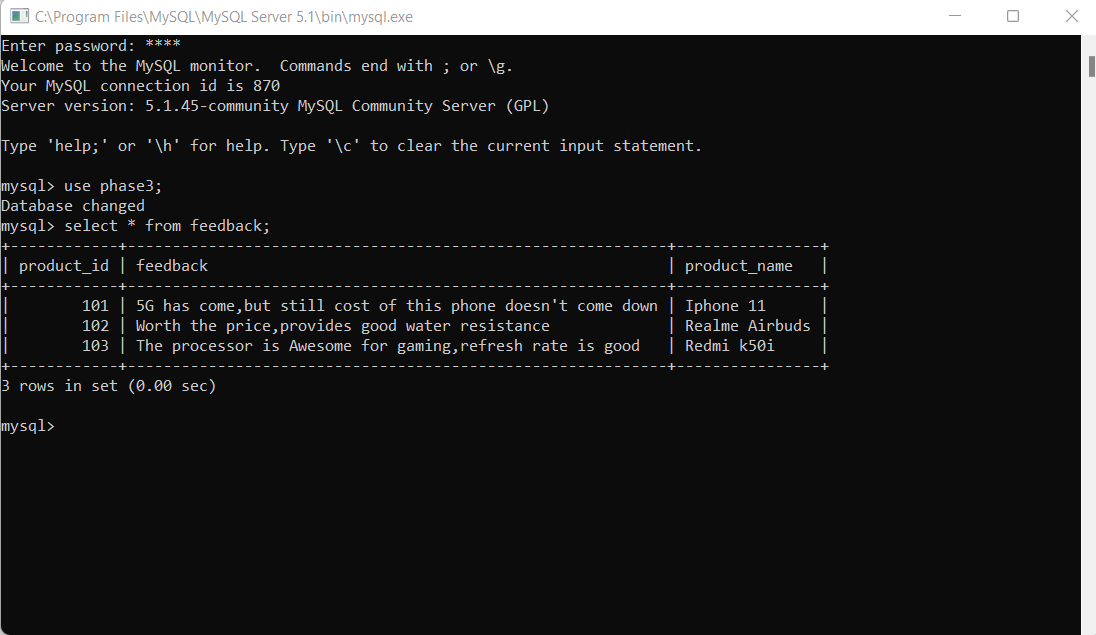 C:\Program Files\MySQL\MySQL Server 5.1\bin\mysql.exe
Enter password: ****
Welcome to the MySQL monitor.  Commands end with ; or \g.
Your MySQL connection id is 870
Server version: 5.1.45-community MySQL Community Server (GPL)
Type 'help;' or '\h' for help. Type '\c' to clear the current input statement.
mysql> use phase3;
Database changed
mysql> select * from feedback;
+------------+------------------------------------------------------------+----------------+
| product_id | feedback                                                   | product_name   |
+------------+------------------------------------------------------------+----------------+
|        101 | 5G has come,but still cost of this phone doesn't come down | Iphone 11      |
|        102 | Worth the price,provides good water resistance             | Realme Airbuds |
|        103 | The processor is Awesome for gaming,refresh rate is good   | Redmi k50i     |
+------------+------------------------------------------------------------+----------------+
3 rows in set (0.00 sec)
mysql>